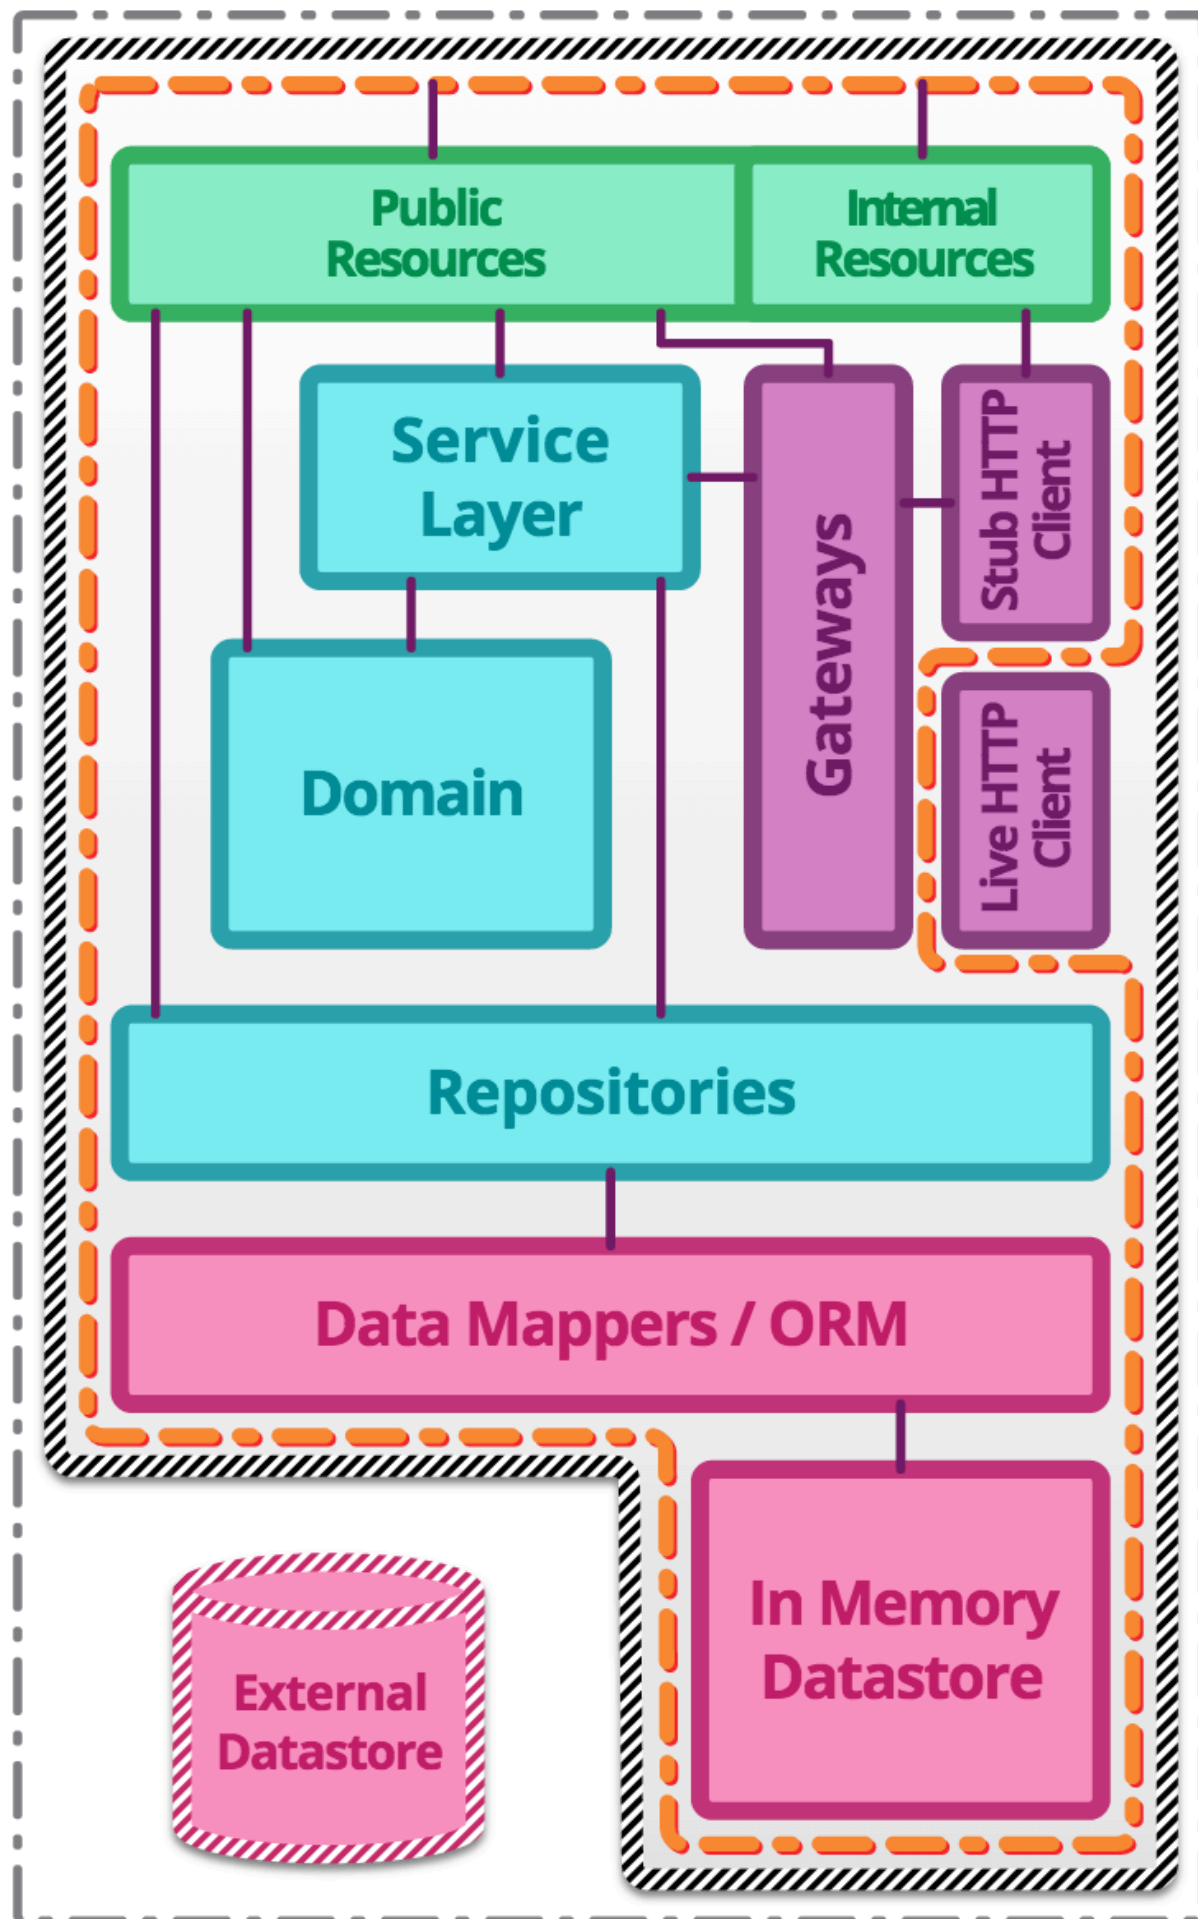 Public
Resources
Internal
Resources
Service
Layer
Gateways
Stub HTTP
Client
Domain
Live HTTP
Client
Repositories
Data Mappers / ORM
In Memory
Datastore
External
Datastore